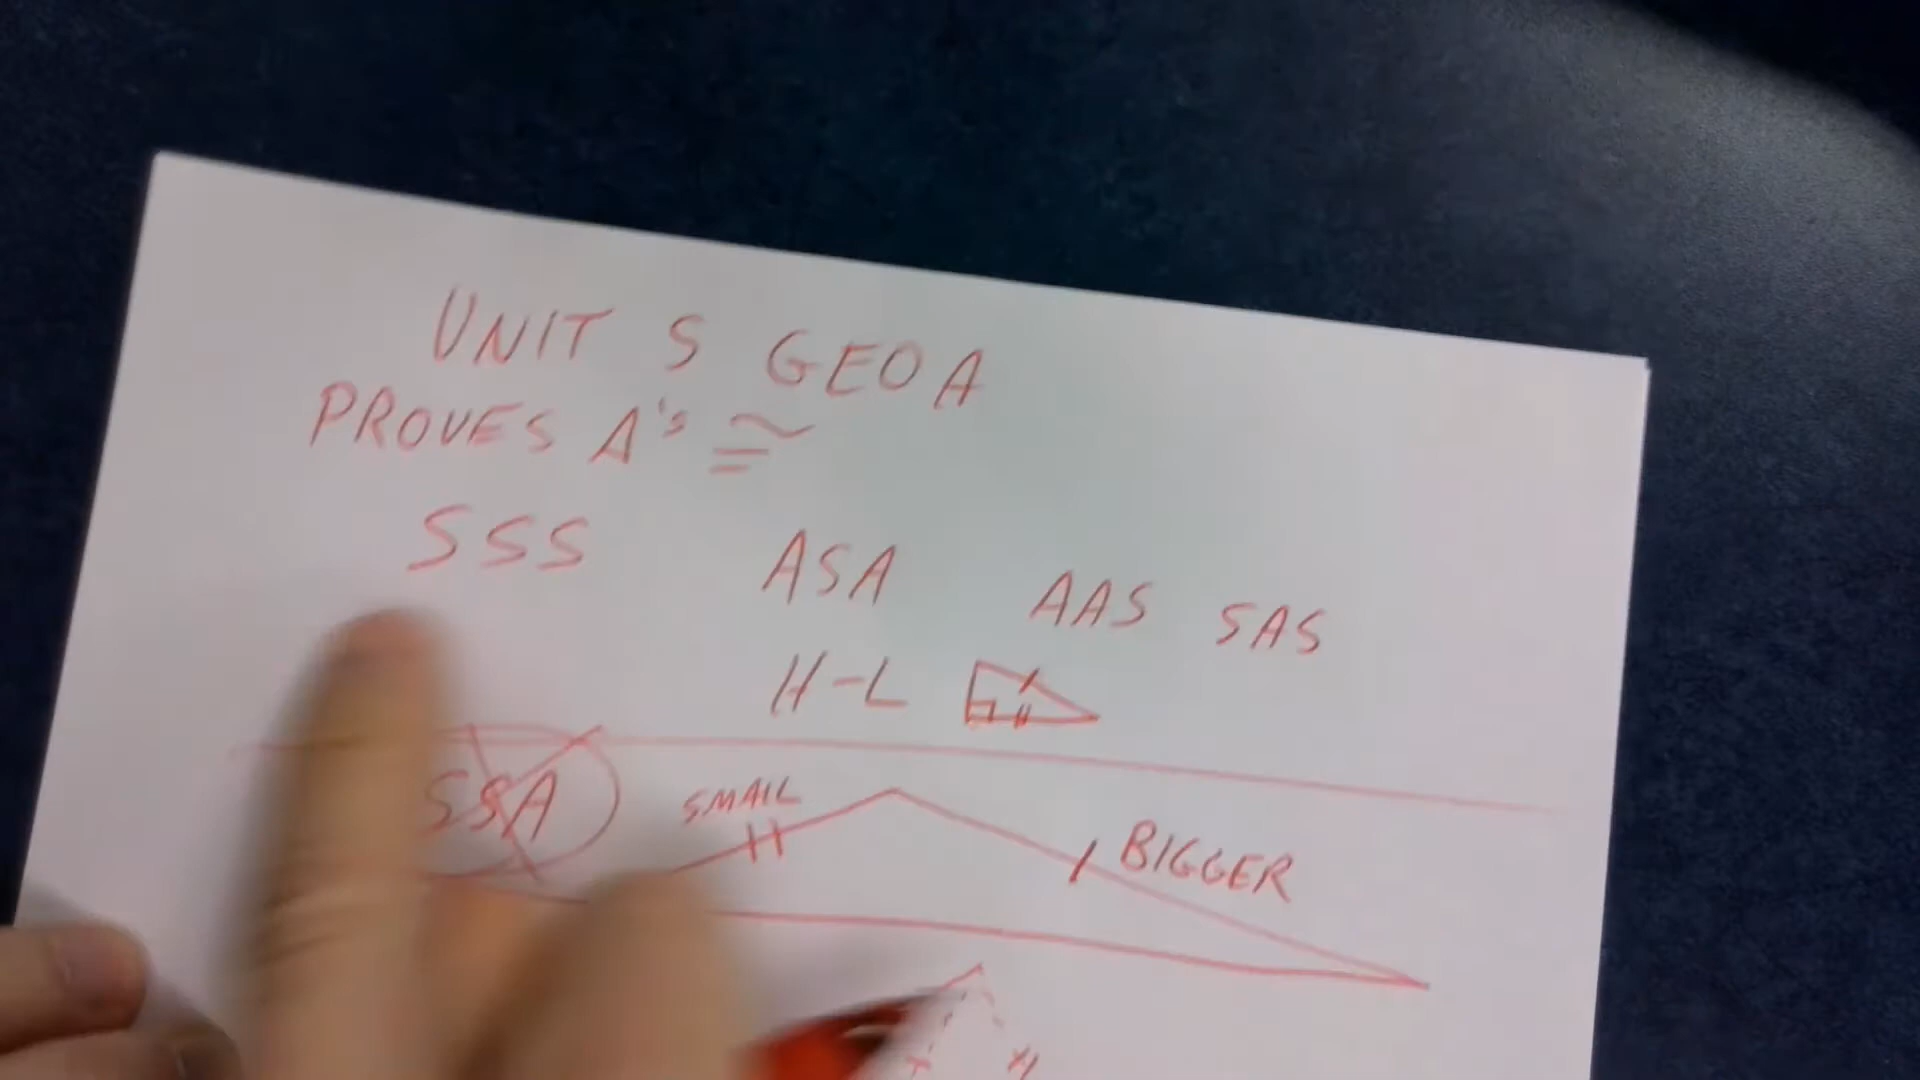 UNIT 5 GEO A
PROVES Δ's ≅
SSS ASA AAS SAS
H-L
SSA SMALL BIGGER